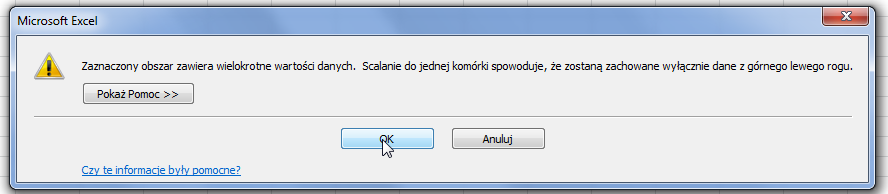 Microsoft Excel
Zaznaczony obszar zawiera wielokrotne wartości danych.  Scalanie do jednej komórki spowoduje, że zostaną zachowane wyłącznie dane z górnego lewego rogu.
Pokaż Pomoc >>
OK
Anuluj
Czy te informacje były pomocne?